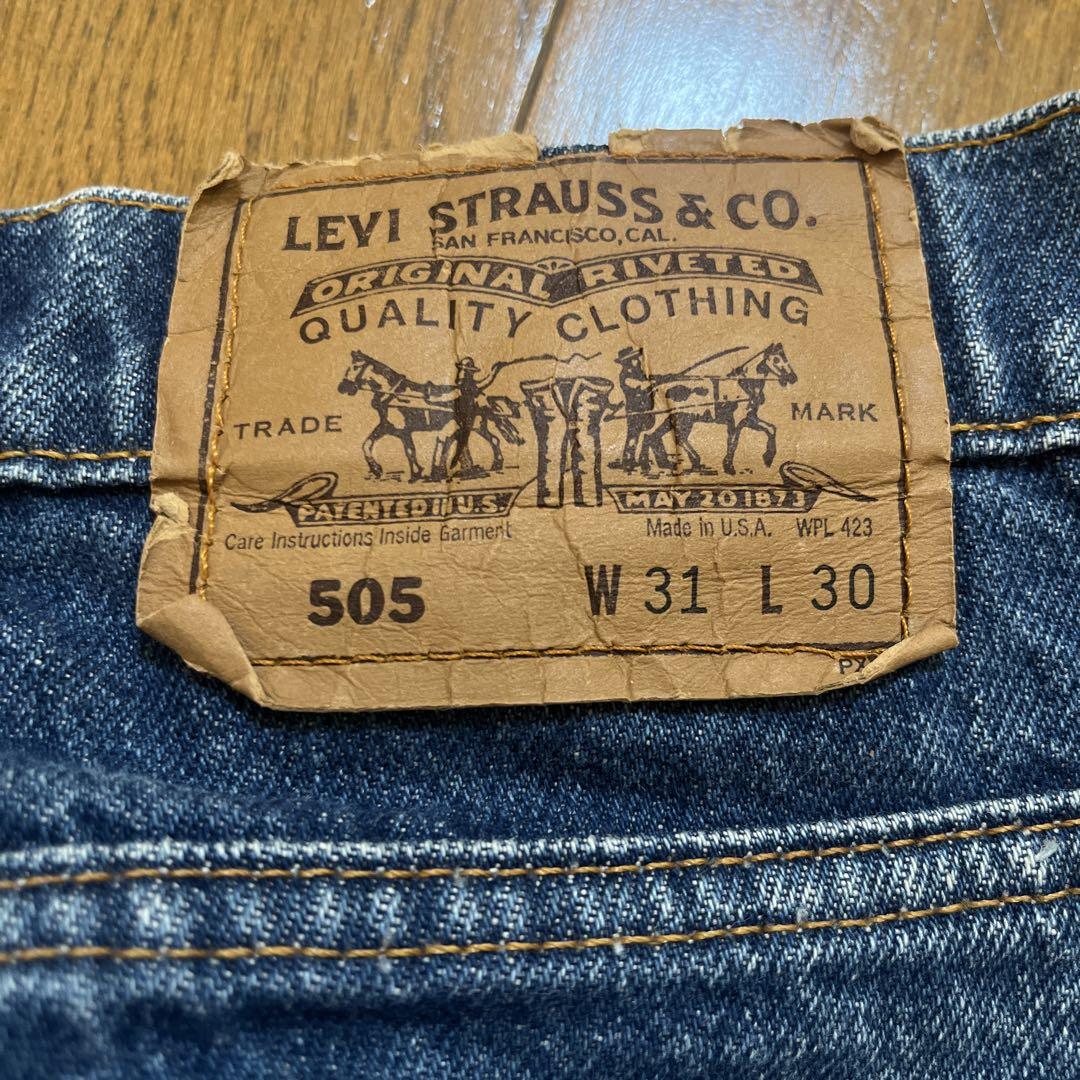 LEVI STRAUSS & CO.
SAN FRANCISCO, CAL.
ORIGINAL RIVETED
QUALITY CLOTHING
TRADE MARK
PATENTED IN U.S. MAY 20 1873
Care Instructions Inside Garment Made in U.S.A. WPL 423
505 W 31 L 30